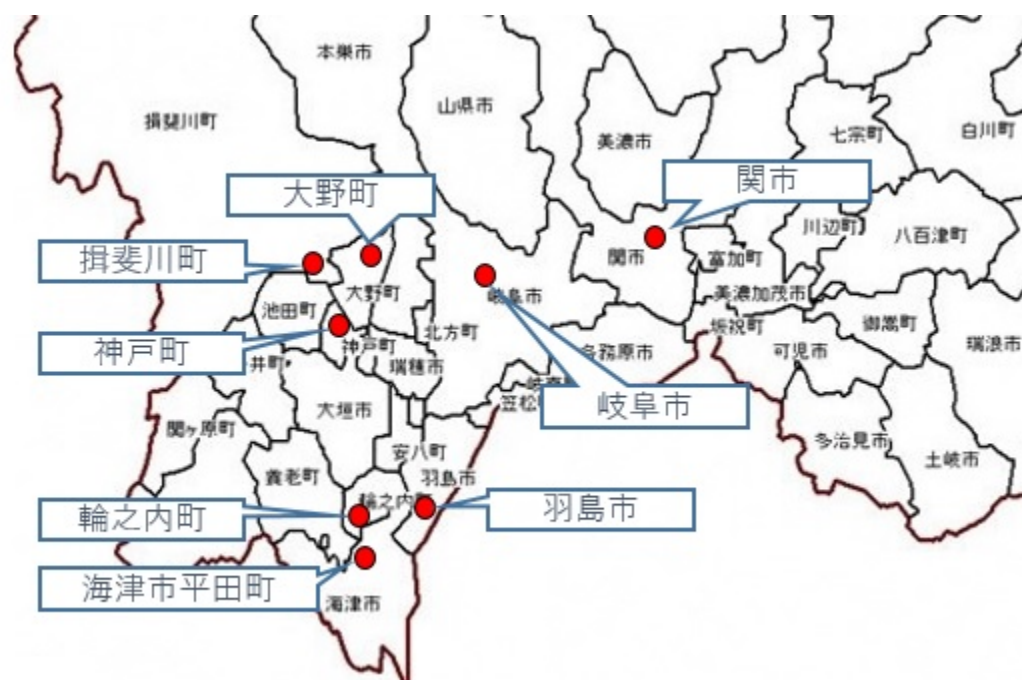 本巣市
山県市
揖斐川町
美濃市
七宗町
白川町
大野町
関市
川辺町
八百津町
揖斐川町
関市
富加町
池田町
大野町
岐阜市
美濃加茂市
北方町
坂祝町
御嵩町
神戸町
神戸町
瑞穂市
各務原市
可児市
瑞浪市
大垣市
岐阜市
関ヶ原町
安八町
多治見市
土岐市
養老町
羽島市
輪之内町
羽島市
海津市平田町
海津市